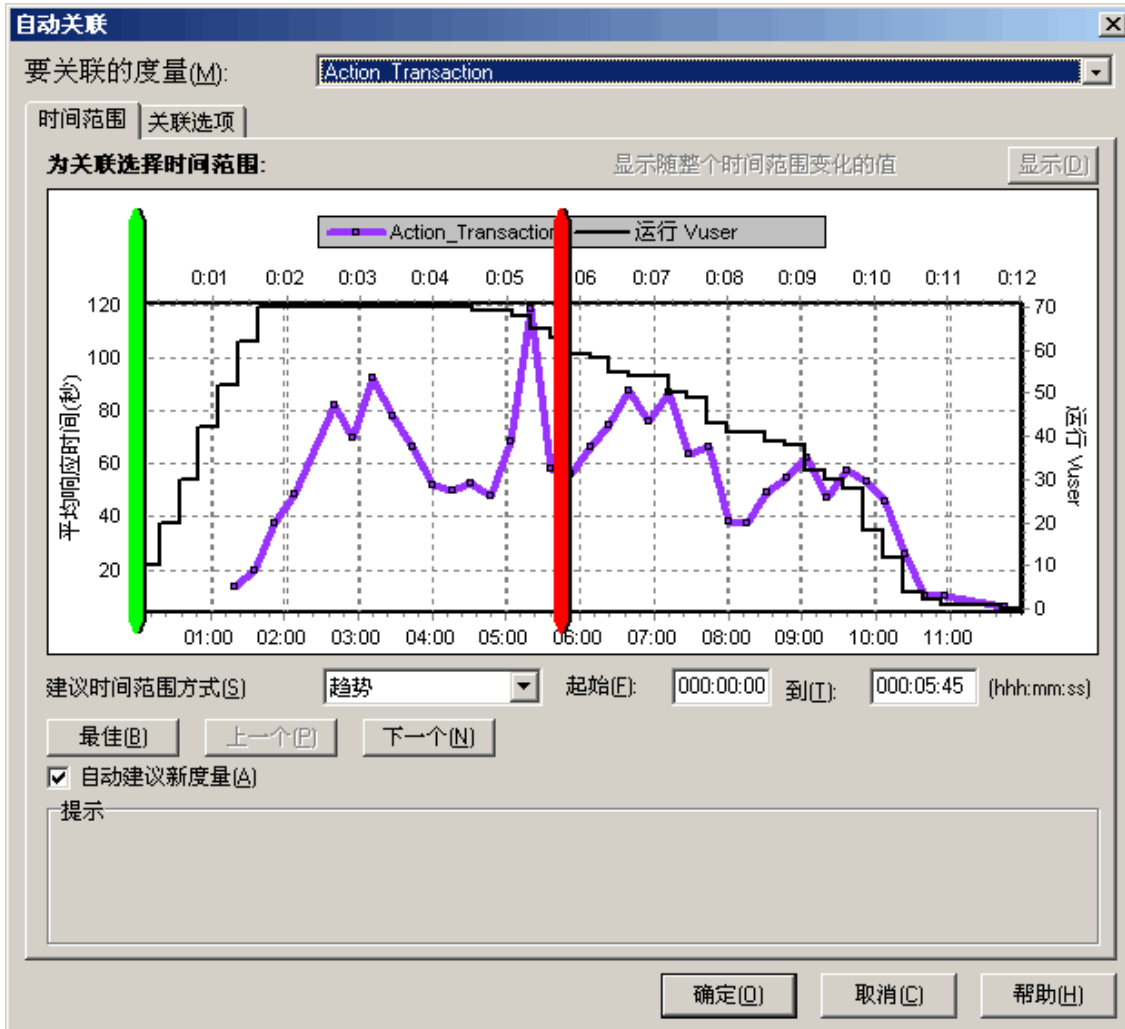 自动关联
要关联的度量(M): Action_Transaction
时间范围 关联选项
为关联选择时间范围: 显示随整个时间范围变化的值 显示(D)
Action_Transaction 运行 Vuser
0:01 0:02 0:03 0:04 0:05 06 0:07 0:08 0:09 0:10 0:11 0:12
120 70
100 60
80 50
60 40
40 30
20 20
10
0
平均响应时间(秒)
运行 Vuser
01:00 02:00 03:00 04:00 05:00 06:00 07:00 08:00 09:00 10:00 11:00
建议时间范围方式(S) 趋势 起始(F): 000:00:00 到(T): 000:05:45 (hhh:mm:ss)
最佳(B) 上一个(P) 下一个(N)
自动建议新度量(A)
提示
确定(O) 取消(C) 帮助(H)